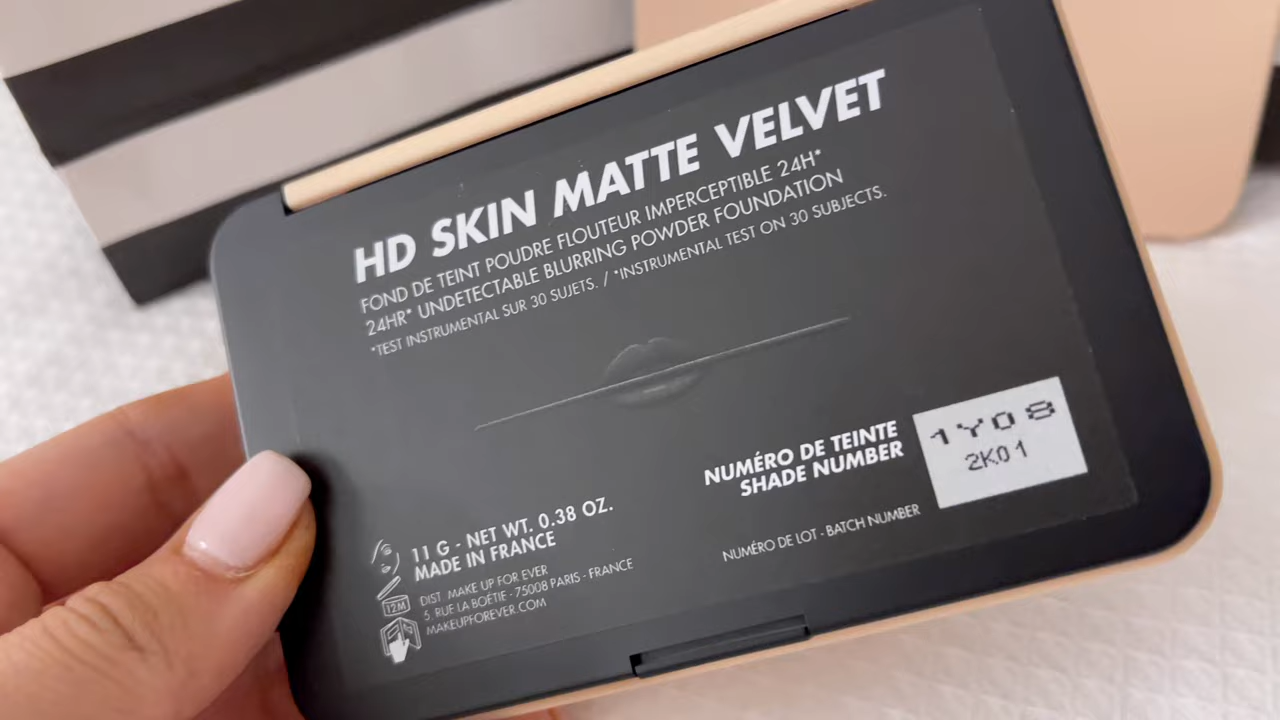 HD SKIN MATTE VELVET
FOND DE TEINT POUDRE FLOUTEUR IMPERCEPTIBLE 24H*
24HR* UNDETECTABLE BLURRING POWDER FOUNDATION
*TEST INSTRUMENTAL SUR 30 SUJETS. / *INSTRUMENTAL TEST ON 30 SUBJECTS.
NUMÉRO DE TEINTE
SHADE NUMBER
1Y08
2K01
NUMÉRO DE LOT - BATCH NUMBER
11 G - NET WT. 0.38 OZ.
MADE IN FRANCE
DIST. MAKE UP FOR EVER
5, RUE LA BOÉTIE - 75008 PARIS - FRANCE
MAKEUPFOREVER.COM
12M